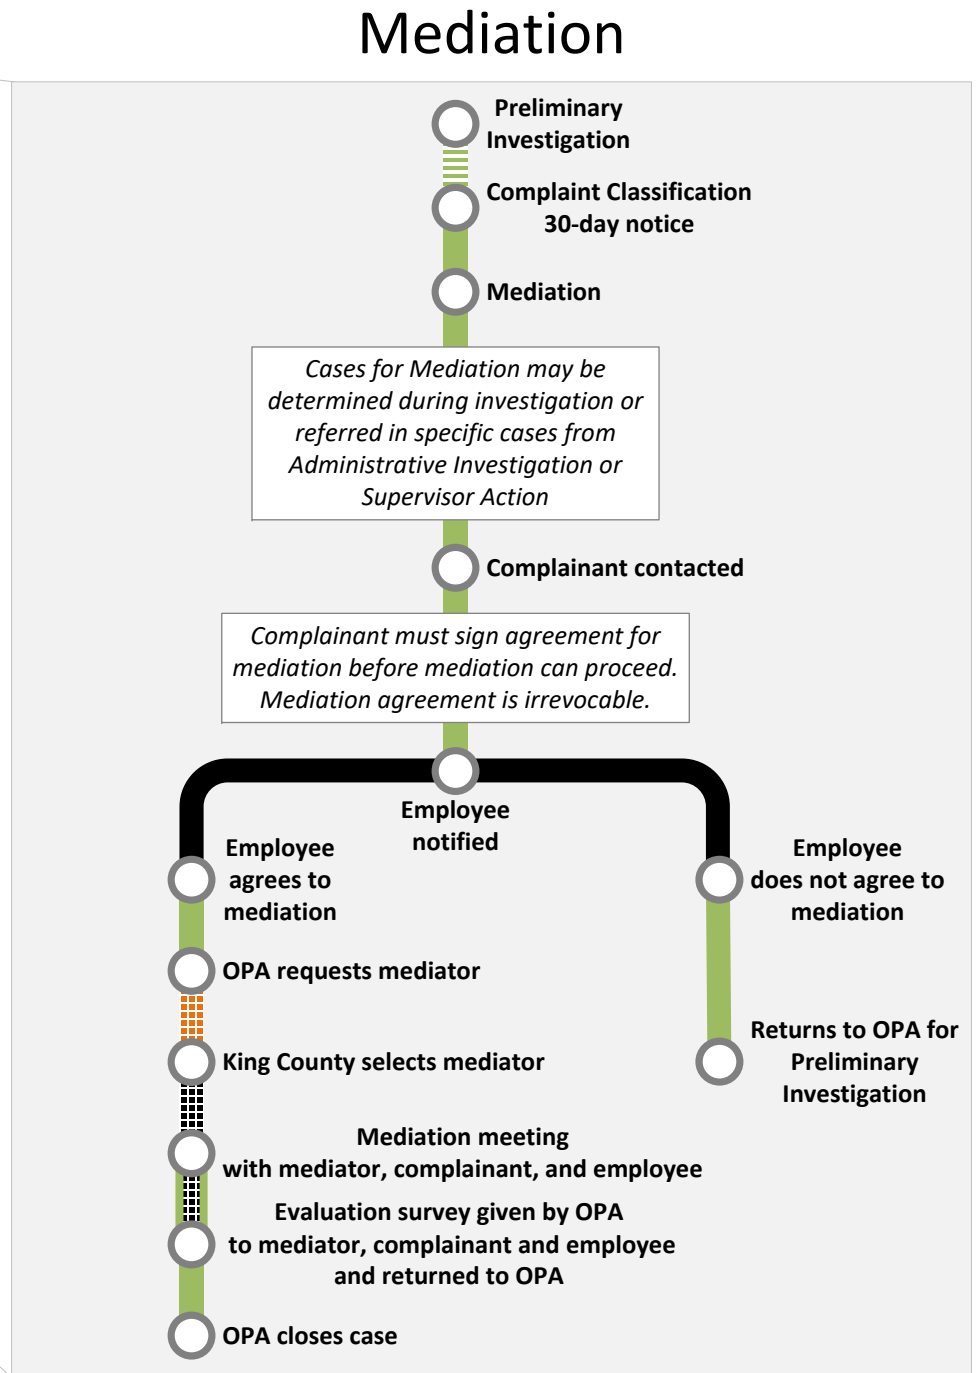 Mediation
Preliminary
Investigation
Complaint Classification
30-day notice
Mediation
Cases for Mediation may be
determined during investigation or
referred in specific cases from
Administrative Investigation or
Supervisor Action
Complainant contacted
Complainant must sign agreement for
mediation before mediation can proceed.
Mediation agreement is irrevocable.
Employee
notified
Employee
agrees to
mediation
Employee
does not agree to
mediation
OPA requests mediator
King County selects mediator
Returns to OPA for
Preliminary
Investigation
Mediation meeting
with mediator, complainant, and employee
Evaluation survey given by OPA
to mediator, complainant and employee
and returned to OPA
OPA closes case